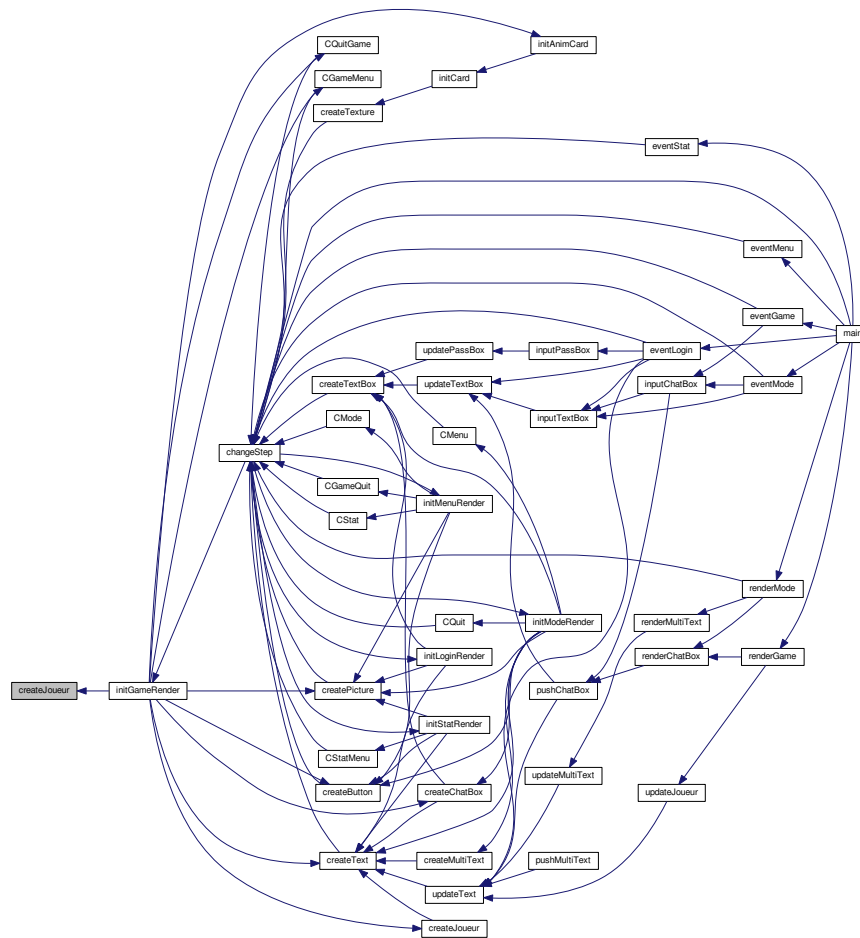 CQuitGame
initAnimCard
CGameMenu
initCard
createTexture
eventStat
eventMenu
eventGame
main
updatePassBox
inputPassBox
eventLogin
createTextBox
updateTextBox
inputChatBox
eventMode
CMode
inputTextBox
CMenu
changeStep
CGameQuit
initMenuRender
CStat
renderMode
CQuit
initModeRender
renderMultiText
initLoginRender
renderChatBox
renderGame
createJoueur
initGameRender
createPicture
pushChatBox
initStatRender
CStatMenu
updateMultiText
createButton
createChatBox
updateJoueur
createText
createMultiText
pushMultiText
updateText
createJoueur